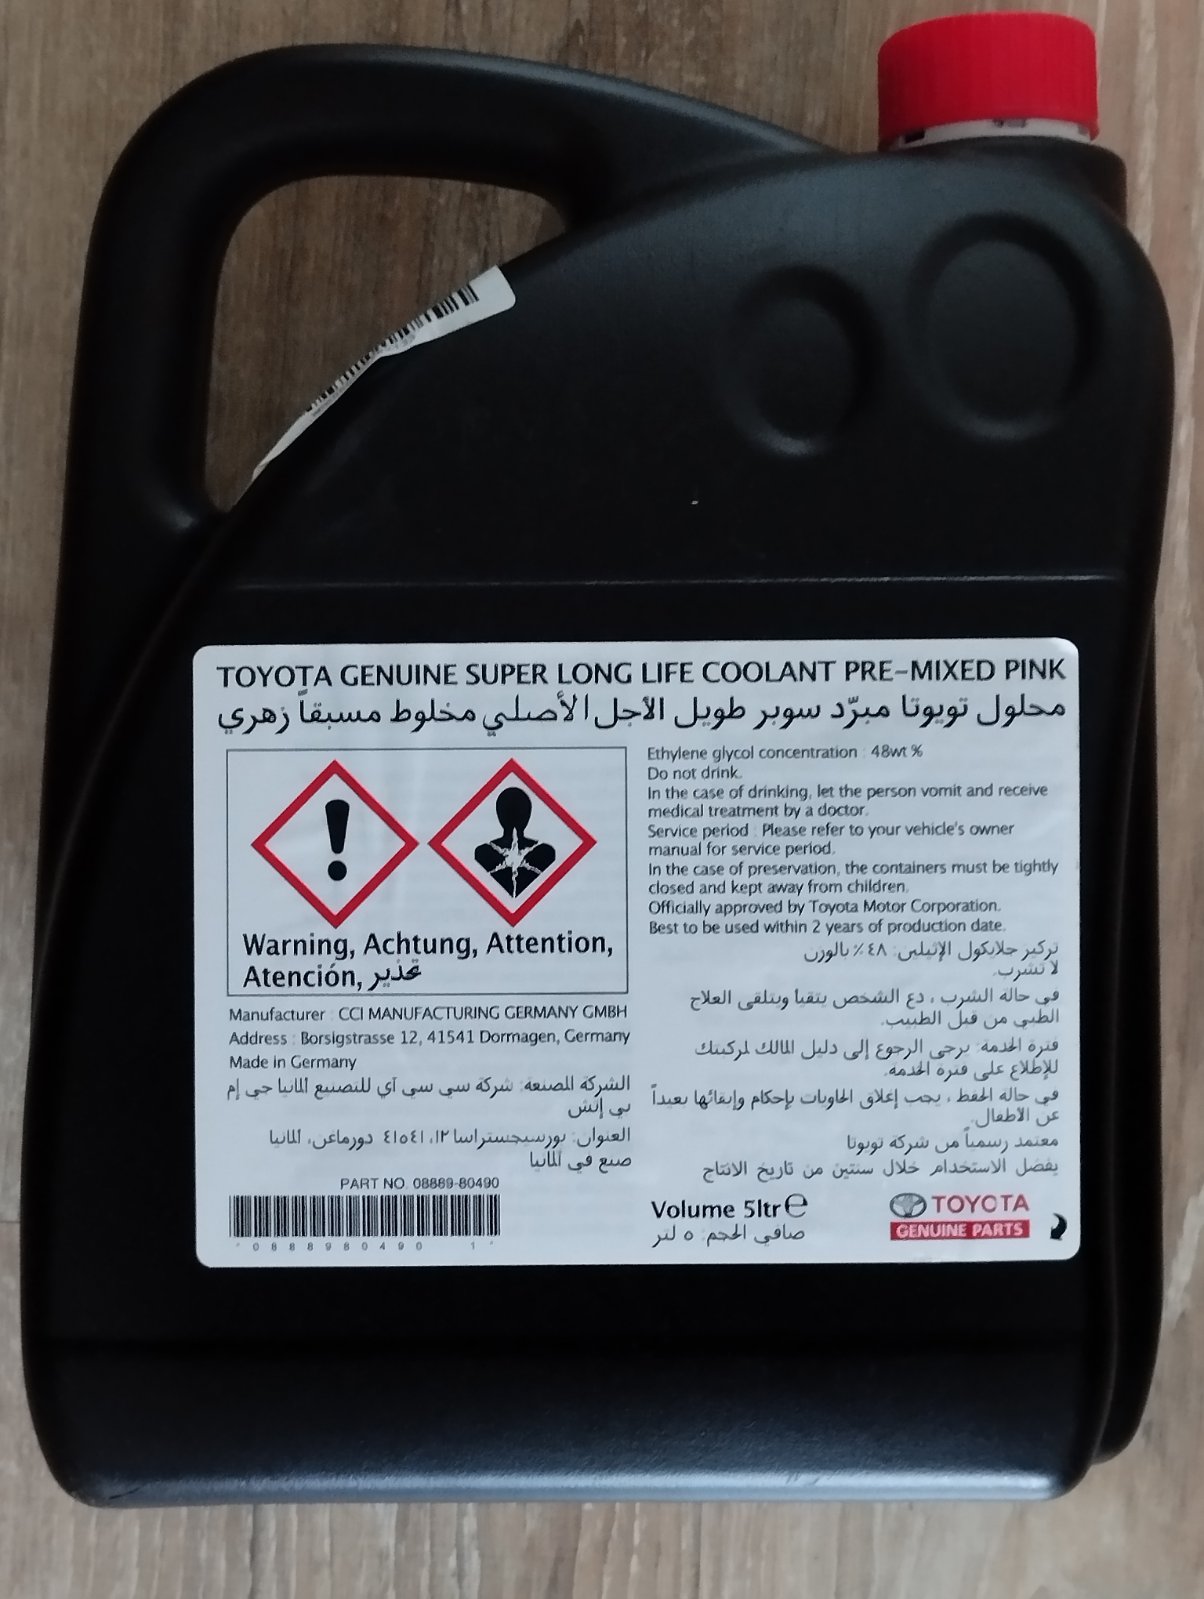 TOYOTA GENUINE SUPER LONG LIFE COOLANT PRE-MIXED PINK
محلول تويوتا مبرّد سوبر طويل الأجل الأصلي مخلوط مسبقاً زهري
Warning, Achtung, Attention,
Atención, تحذير
Manufacturer : CCI MANUFACTURING GERMANY GMBH
Address : Borsigstrasse 12, 41541 Dormagen, Germany
Made in Germany
الشركة المصنعة: شركة سي سي آي للتصنيع المانيا جي إم
بي إتش
العنوان: بورسيجستراسا ١٢، ٤١٥٤١ دورماغن، المانيا
صنع في المانيا
PART NO. 08889-80490
*0888980490 1*
Ethylene glycol concentration : 48wt %
Do not drink.
In the case of drinking, let the person vomit and receive
medical treatment by a doctor.
Service period : Please refer to your vehicle's owner
manual for service period.
In the case of preservation, the containers must be tightly
closed and kept away from children.
Officially approved by Toyota Motor Corporation.
Best to be used within 2 years of production date.
تركيز جلايكول الإثيلين: ٤٨٪ بالوزن
لا تشرب.
في حالة الشرب ، دع الشخص يتقيا ويتلقى العلاج
الطبي من قبل الطبيب.
فترة الخدمة: يرجى الرجوع إلى دليل المالك لمركبتك
للإطلاع على فترة الخدمة.
في حالة الحفظ ، يجب إغلاق الحاويات بإحكام وإبقائها بعيداً
عن الأطفال.
معتمد رسمياً من شركة تويوتا
يفضل الاستخدام خلال سنتين من تاريخ الانتاج
Volume 5ltr ℮
صافي الحجم: ٥ لتر
TOYOTA
GENUINE PARTS